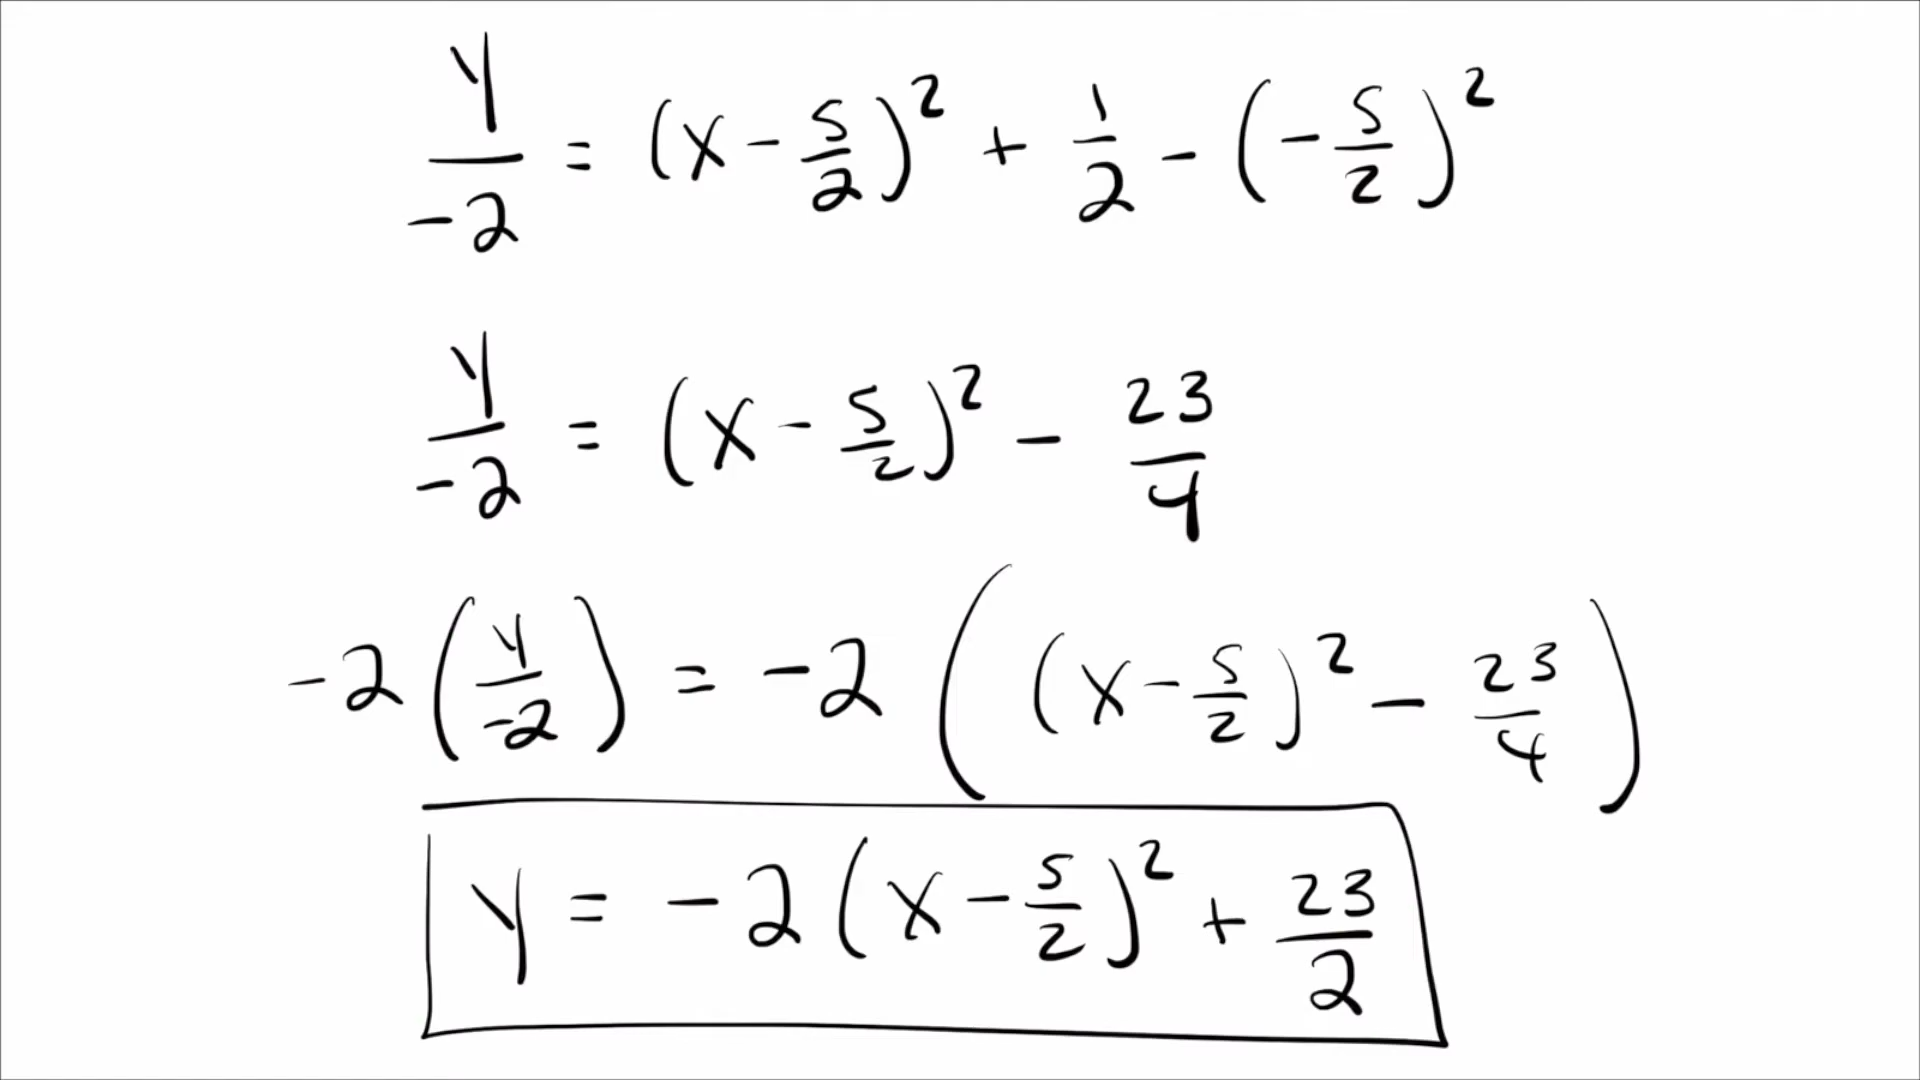 y/-2 = (x - 5/2)² + 1/2 - (-5/2)²
y/-2 = (x - 5/2)² - 23/4
-2(y/-2) = -2((x - 5/2)² - 23/4)
y = -2(x - 5/2)² + 23/2